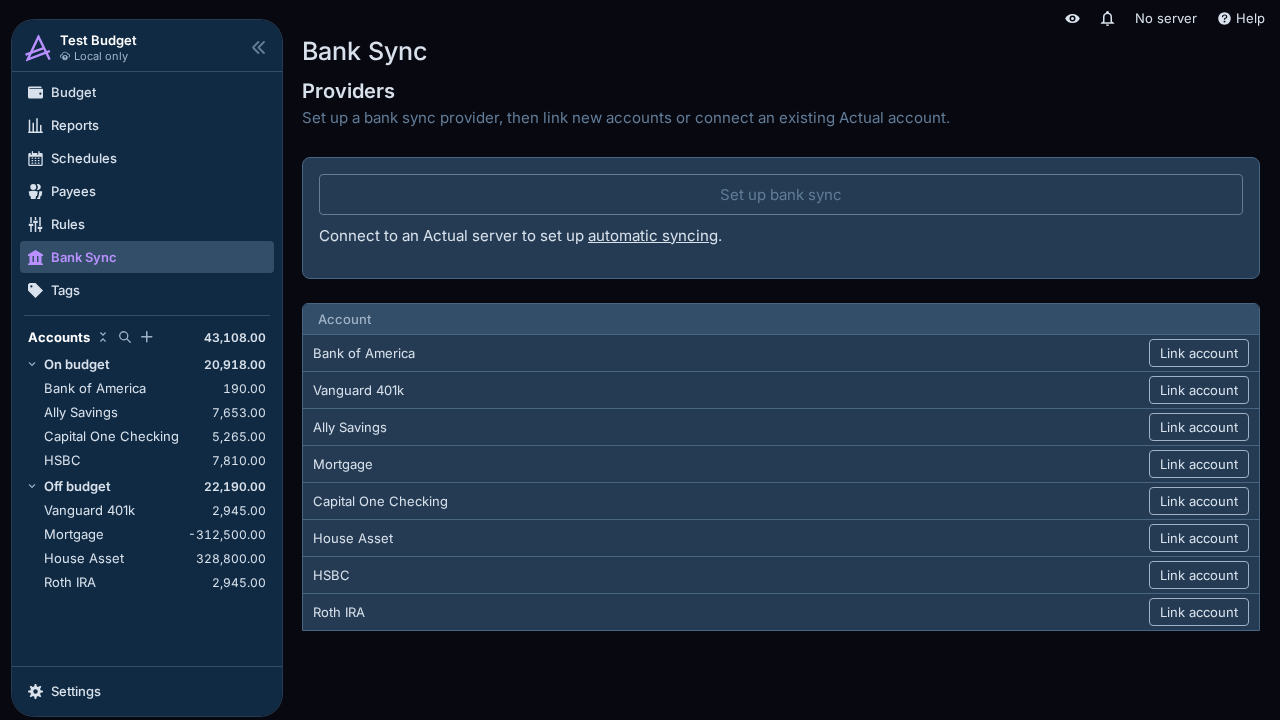 Test Budget
Local only
Budget
Reports
Schedules
Payees
Rules
Bank Sync
Tags
Accounts 43,108.00
On budget 20,918.00
Bank of America 190.00
Ally Savings 7,653.00
Capital One Checking 5,265.00
HSBC 7,810.00
Off budget 22,190.00
Vanguard 401k 2,945.00
Mortgage -312,500.00
House Asset 328,800.00
Roth IRA 2,945.00
Settings
No server Help
Bank Sync
Providers
Set up a bank sync provider, then link new accounts or connect an existing Actual account.
Set up bank sync
Connect to an Actual server to set up automatic syncing.
Account
Bank of America Link account
Vanguard 401k Link account
Ally Savings Link account
Mortgage Link account
Capital One Checking Link account
House Asset Link account
HSBC Link account
Roth IRA Link account